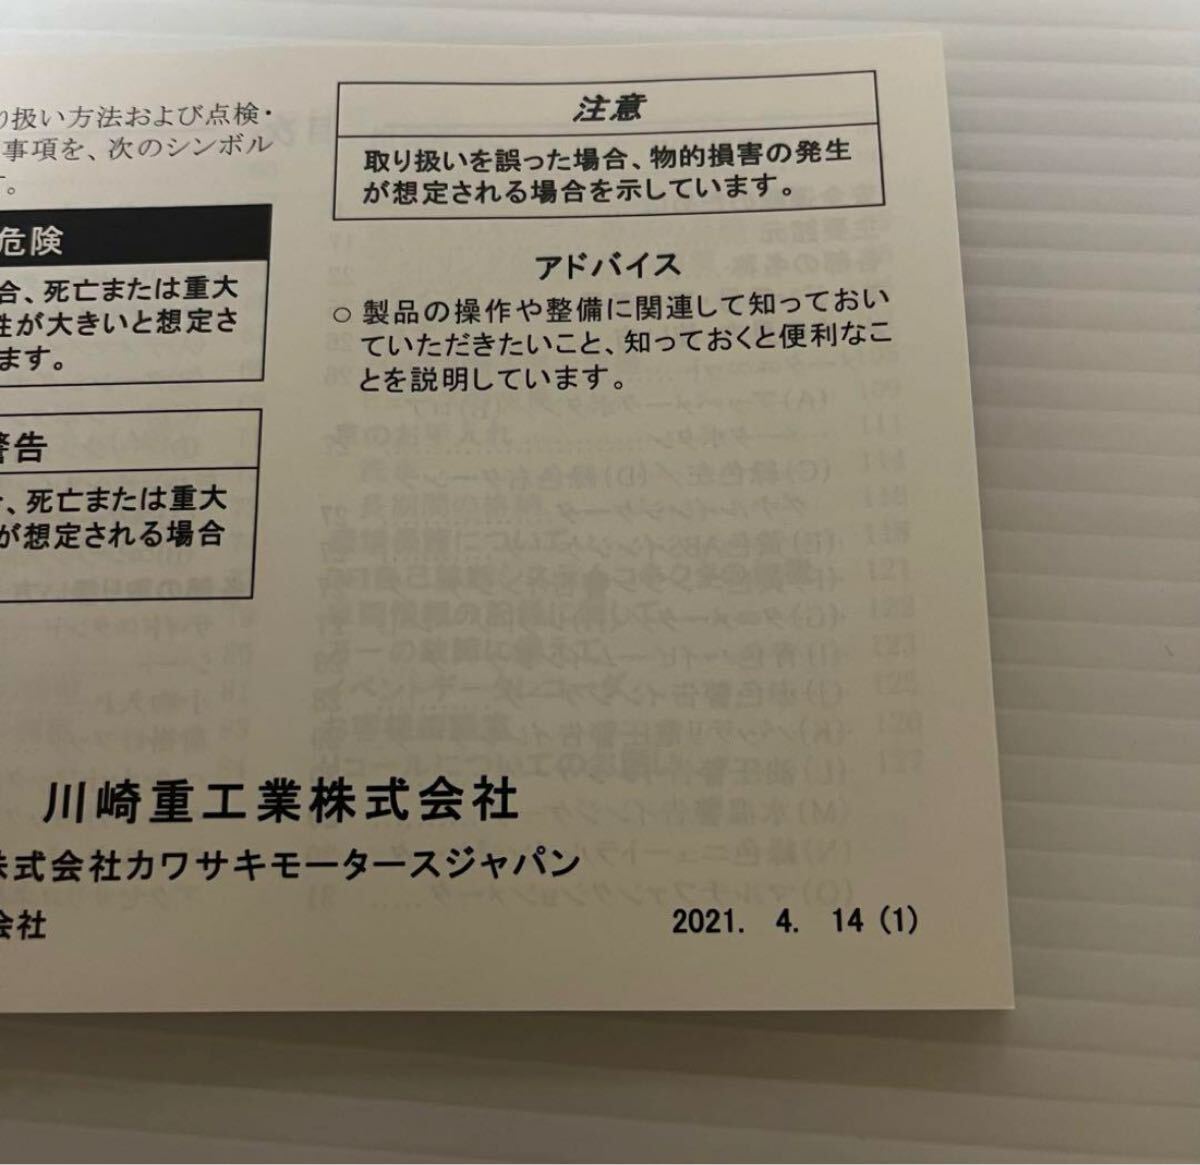 り扱い方法および点検・
事項を、次のシンボル
す。
危険
合、死亡または重大
性が大きいと想定さ
ます。
警告
、死亡または重大
が想定される場合
注意
取り扱いを誤った場合、物的損害の発生
が想定される場合を示しています。
アドバイス
○ 製品の操作や整備に関連して知っておい
ていただきたいこと、知っておくと便利なこ
とを説明しています。
川崎重工業株式会社
株式会社カワサキモータースジャパン
会社
2021. 4. 14 (1)